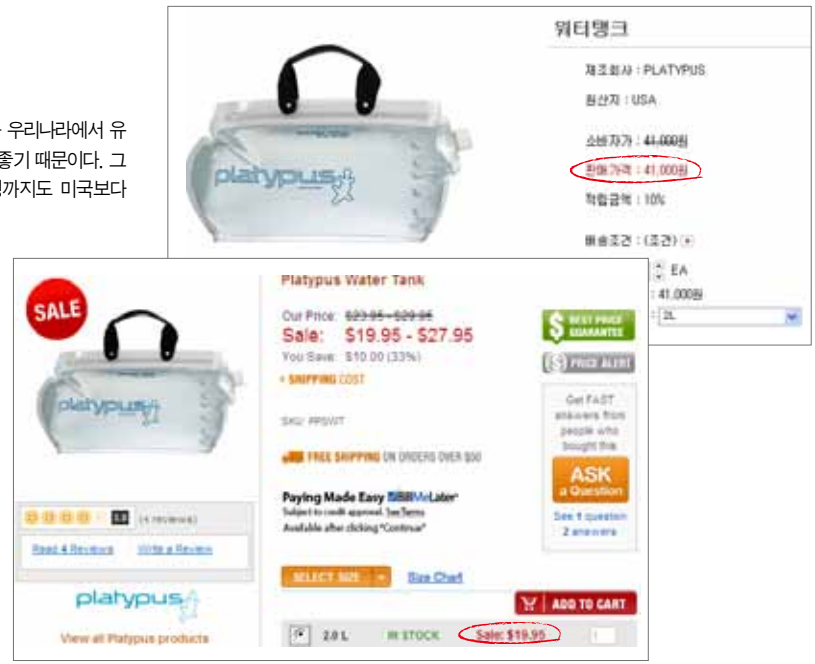 우리나라에서 유
좋기 때문이다. 그
까지도 미국보다
platypus
워터탱크
제조회사 : PLATYPUS
원산지 : USA
소비자가 : 41,000원
판매가격 : 41,000원
적립금액 : 10%
배송조건 : (조건)
EA
: 41,000원
: 2L
SALE
platypus
(4 reviews)
Read 4 Reviews Write a Review
platypus
View all Platypus products
Platypus Water Tank
Our Price: $23.95 - $29.95
Sale: $19.95 - $27.95
You Save: $10.00 (33%)
SHIPPING COST
SKU: PPSWT
FREE SHIPPING ON ORDERS OVER $50
Paying Made Easy BillMeLater
Subject to credit approval. See Terms
Available after clicking "Continue"
SELECT SIZE Size Chart
BEST PRICE
GUARANTEE
PRICE ALERT
Get FAST
answers from
people who
bought this
ASK
a Question
See 1 question
2 answers
ADD TO CART
2.0 L IN STOCK Sale: $19.95